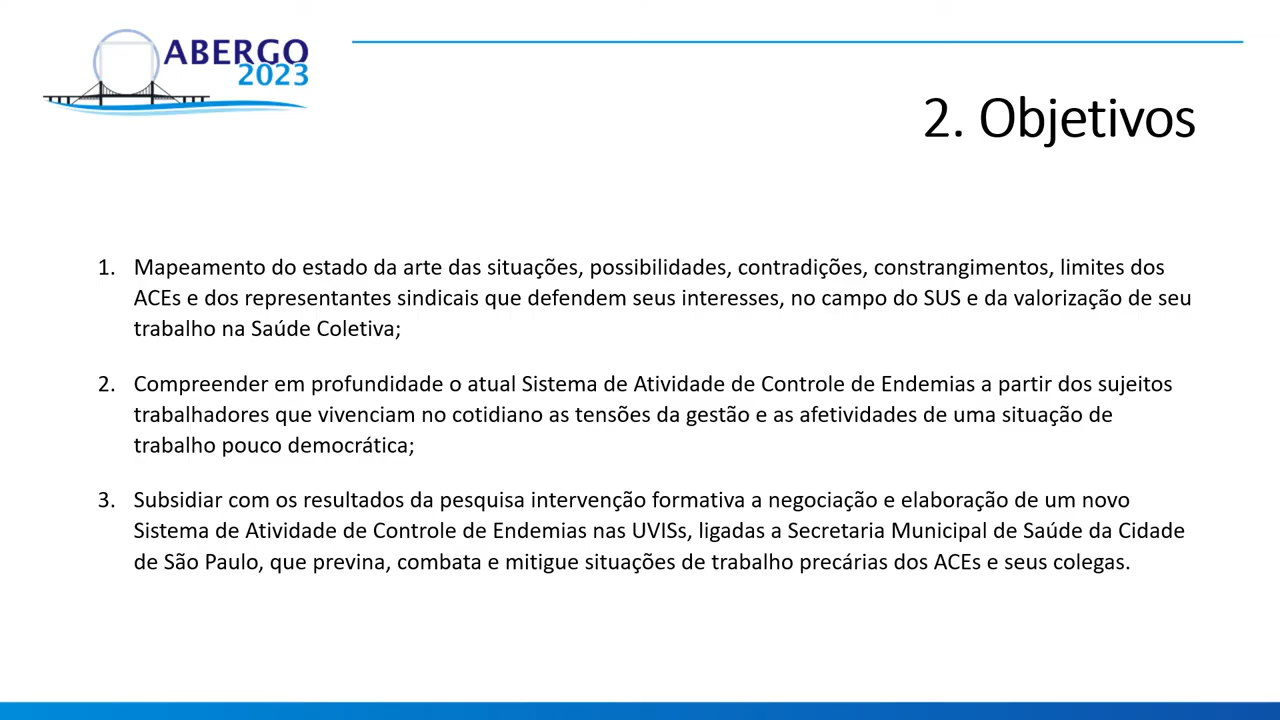 ABERGO
2023
2. Objetivos
1. Mapeamento do estado da arte das situações, possibilidades, contradições, constrangimentos, limites dos
ACEs e dos representantes sindicais que defendem seus interesses, no campo do SUS e da valorização de seu
trabalho na Saúde Coletiva;
2. Compreender em profundidade o atual Sistema de Atividade de Controle de Endemias a partir dos sujeitos
trabalhadores que vivenciam no cotidiano as tensões da gestão e as afetividades de uma situação de
trabalho pouco democrática;
3. Subsidiar com os resultados da pesquisa intervenção formativa a negociação e elaboração de um novo
Sistema de Atividade de Controle de Endemias nas UVISs, ligadas a Secretaria Municipal de Saúde da Cidade
de São Paulo, que previna, combata e mitigue situações de trabalho precárias dos ACEs e seus colegas.